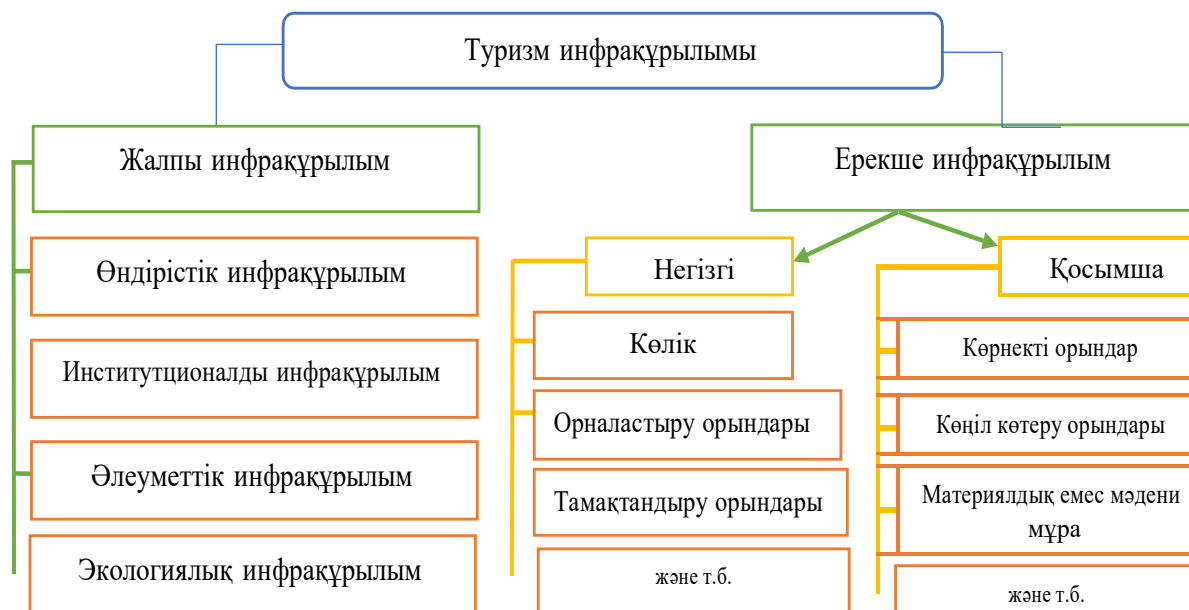 Туризм инфрақұрылымы
Жалпы инфрақұрылым
Өндірістік инфрақұрылым
Институтционалды инфрақұрылым
Әлеуметтік инфрақұрылым
Экологиялық инфрақұрылым
Ерекше инфрақұрылым
Негізгі
Көлік
Орналастыру орындары
Тамақтандыру орындары
және т.б.
Қосымша
Көрнекті орындар
Көңіл көтеру орындары
Материялдық емес мәдени
мұра
және т.б.